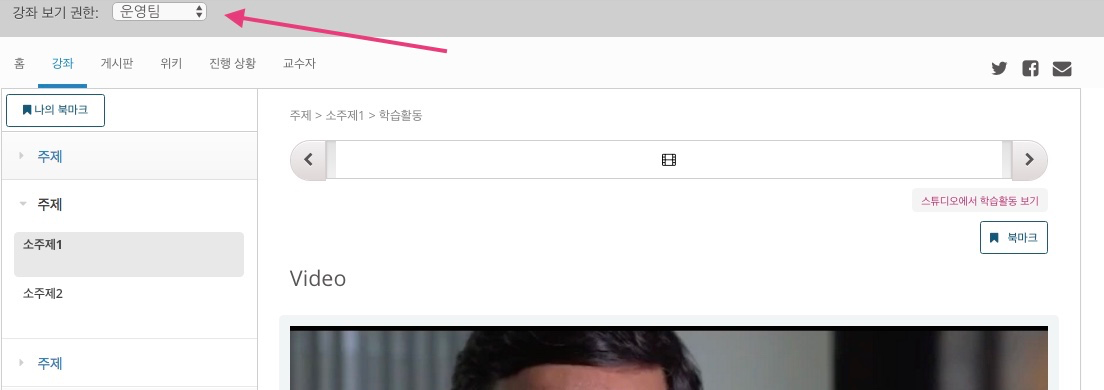 강좌 보기 권한: 운영팀
홈 강좌 게시판 위키 진행 상황 교수자
나의 북마크
주제 > 소주제1 > 학습활동
주제
스튜디오에서 학습활동 보기
주제
북마크
소주제1
Video
소주제2
주제